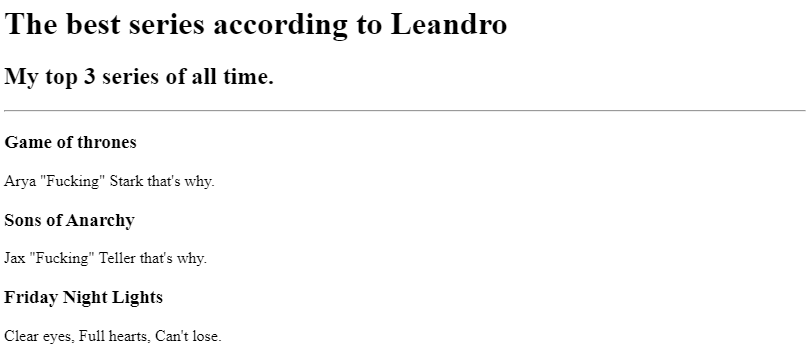 The best series according to Leandro
My top 3 series of all time.
Game of thrones
Arya "Fucking" Stark that's why.
Sons of Anarchy
Jax "Fucking" Teller that's why.
Friday Night Lights
Clear eyes, Full hearts, Can't lose.